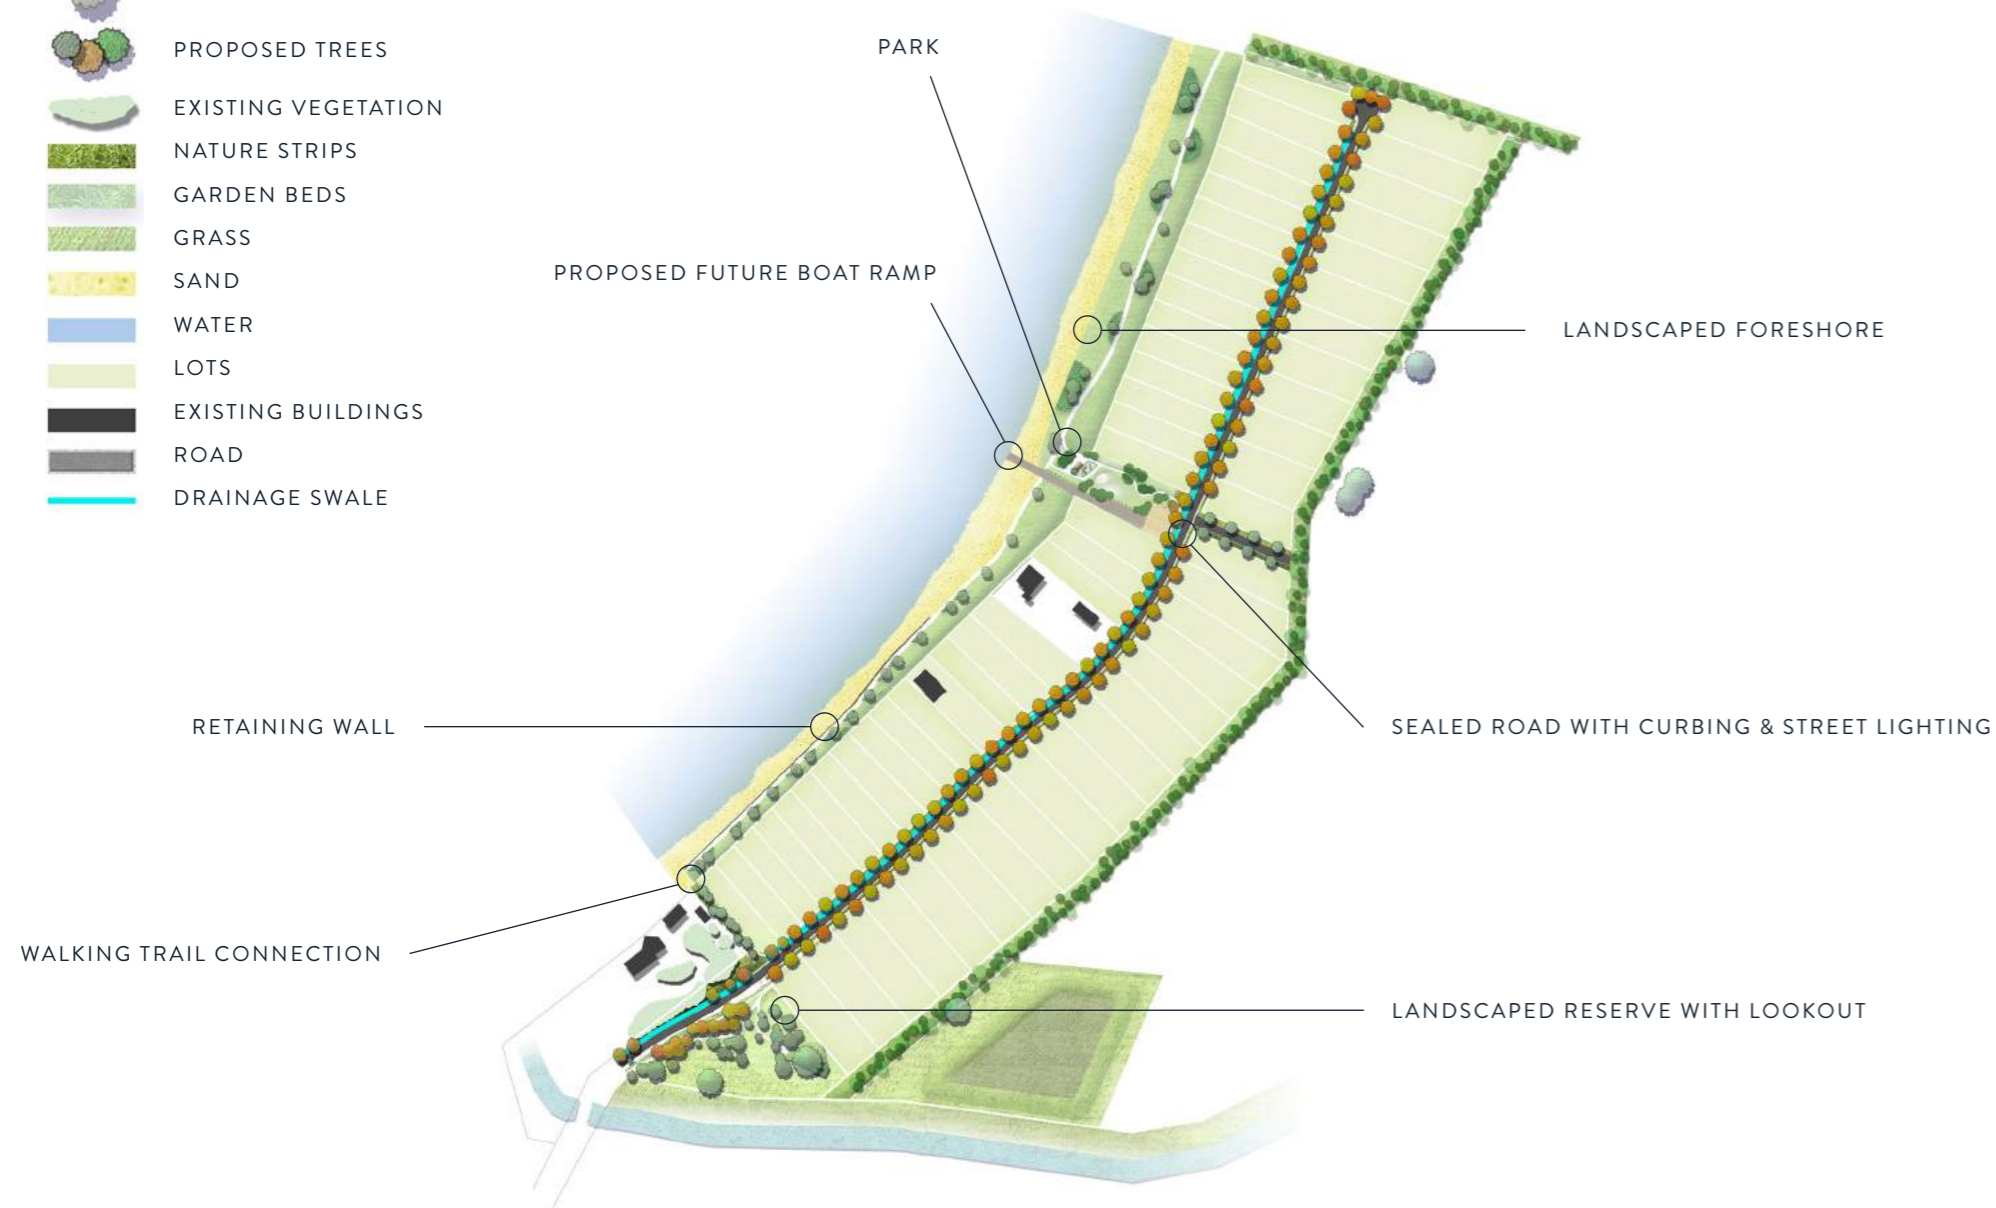 PROPOSED TREES
EXISTING VEGETATION
NATURE STRIPS
GARDEN BEDS
GRASS
SAND
WATER
LOTS
EXISTING BUILDINGS
ROAD
DRAINAGE SWALE
PARK
PROPOSED FUTURE BOAT RAMP
LANDSCAPED FORESHORE
RETAINING WALL
SEALED ROAD WITH CURBING & STREET LIGHTING
WALKING TRAIL CONNECTION
LANDSCAPED RESERVE WITH LOOKOUT